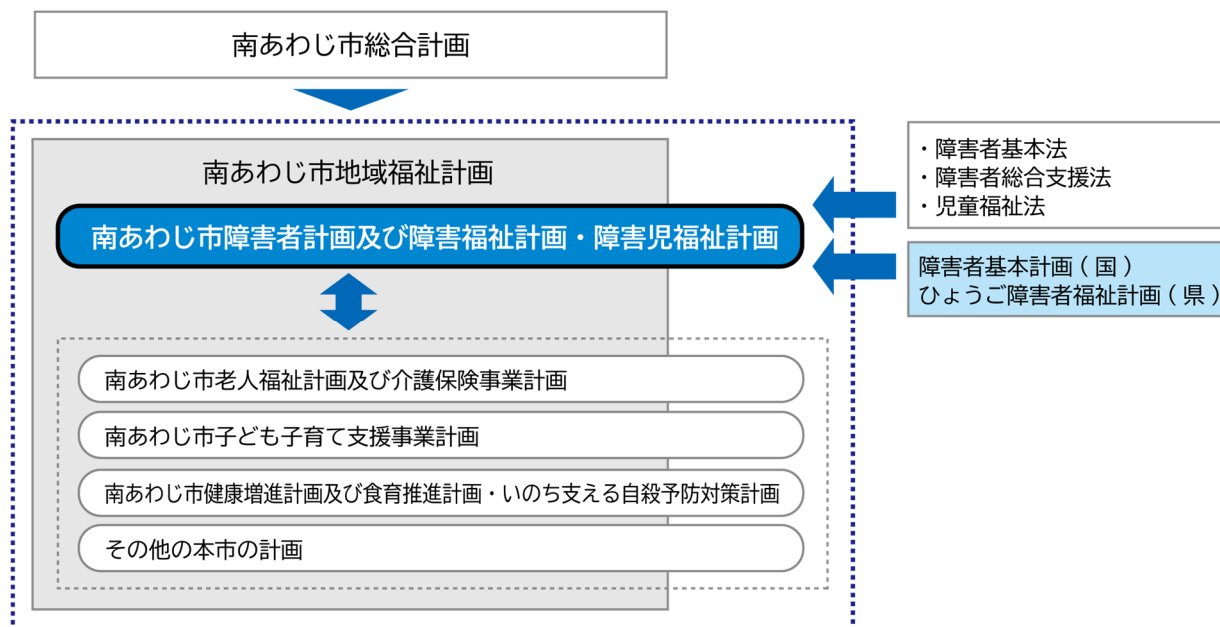 南あわじ市総合計画
南あわじ市地域福祉計画
南あわじ市障害者計画及び障害福祉計画・障害児福祉計画
・障害者基本法
・障害者総合支援法
・児童福祉法
障害者基本計画(国)
ひょうご障害者福祉計画(県)
南あわじ市老人福祉計画及び介護保険事業計画
南あわじ市子ども子育て支援事業計画
南あわじ市健康増進計画及び食育推進計画・いのち支える自殺予防対策計画
その他の本市の計画